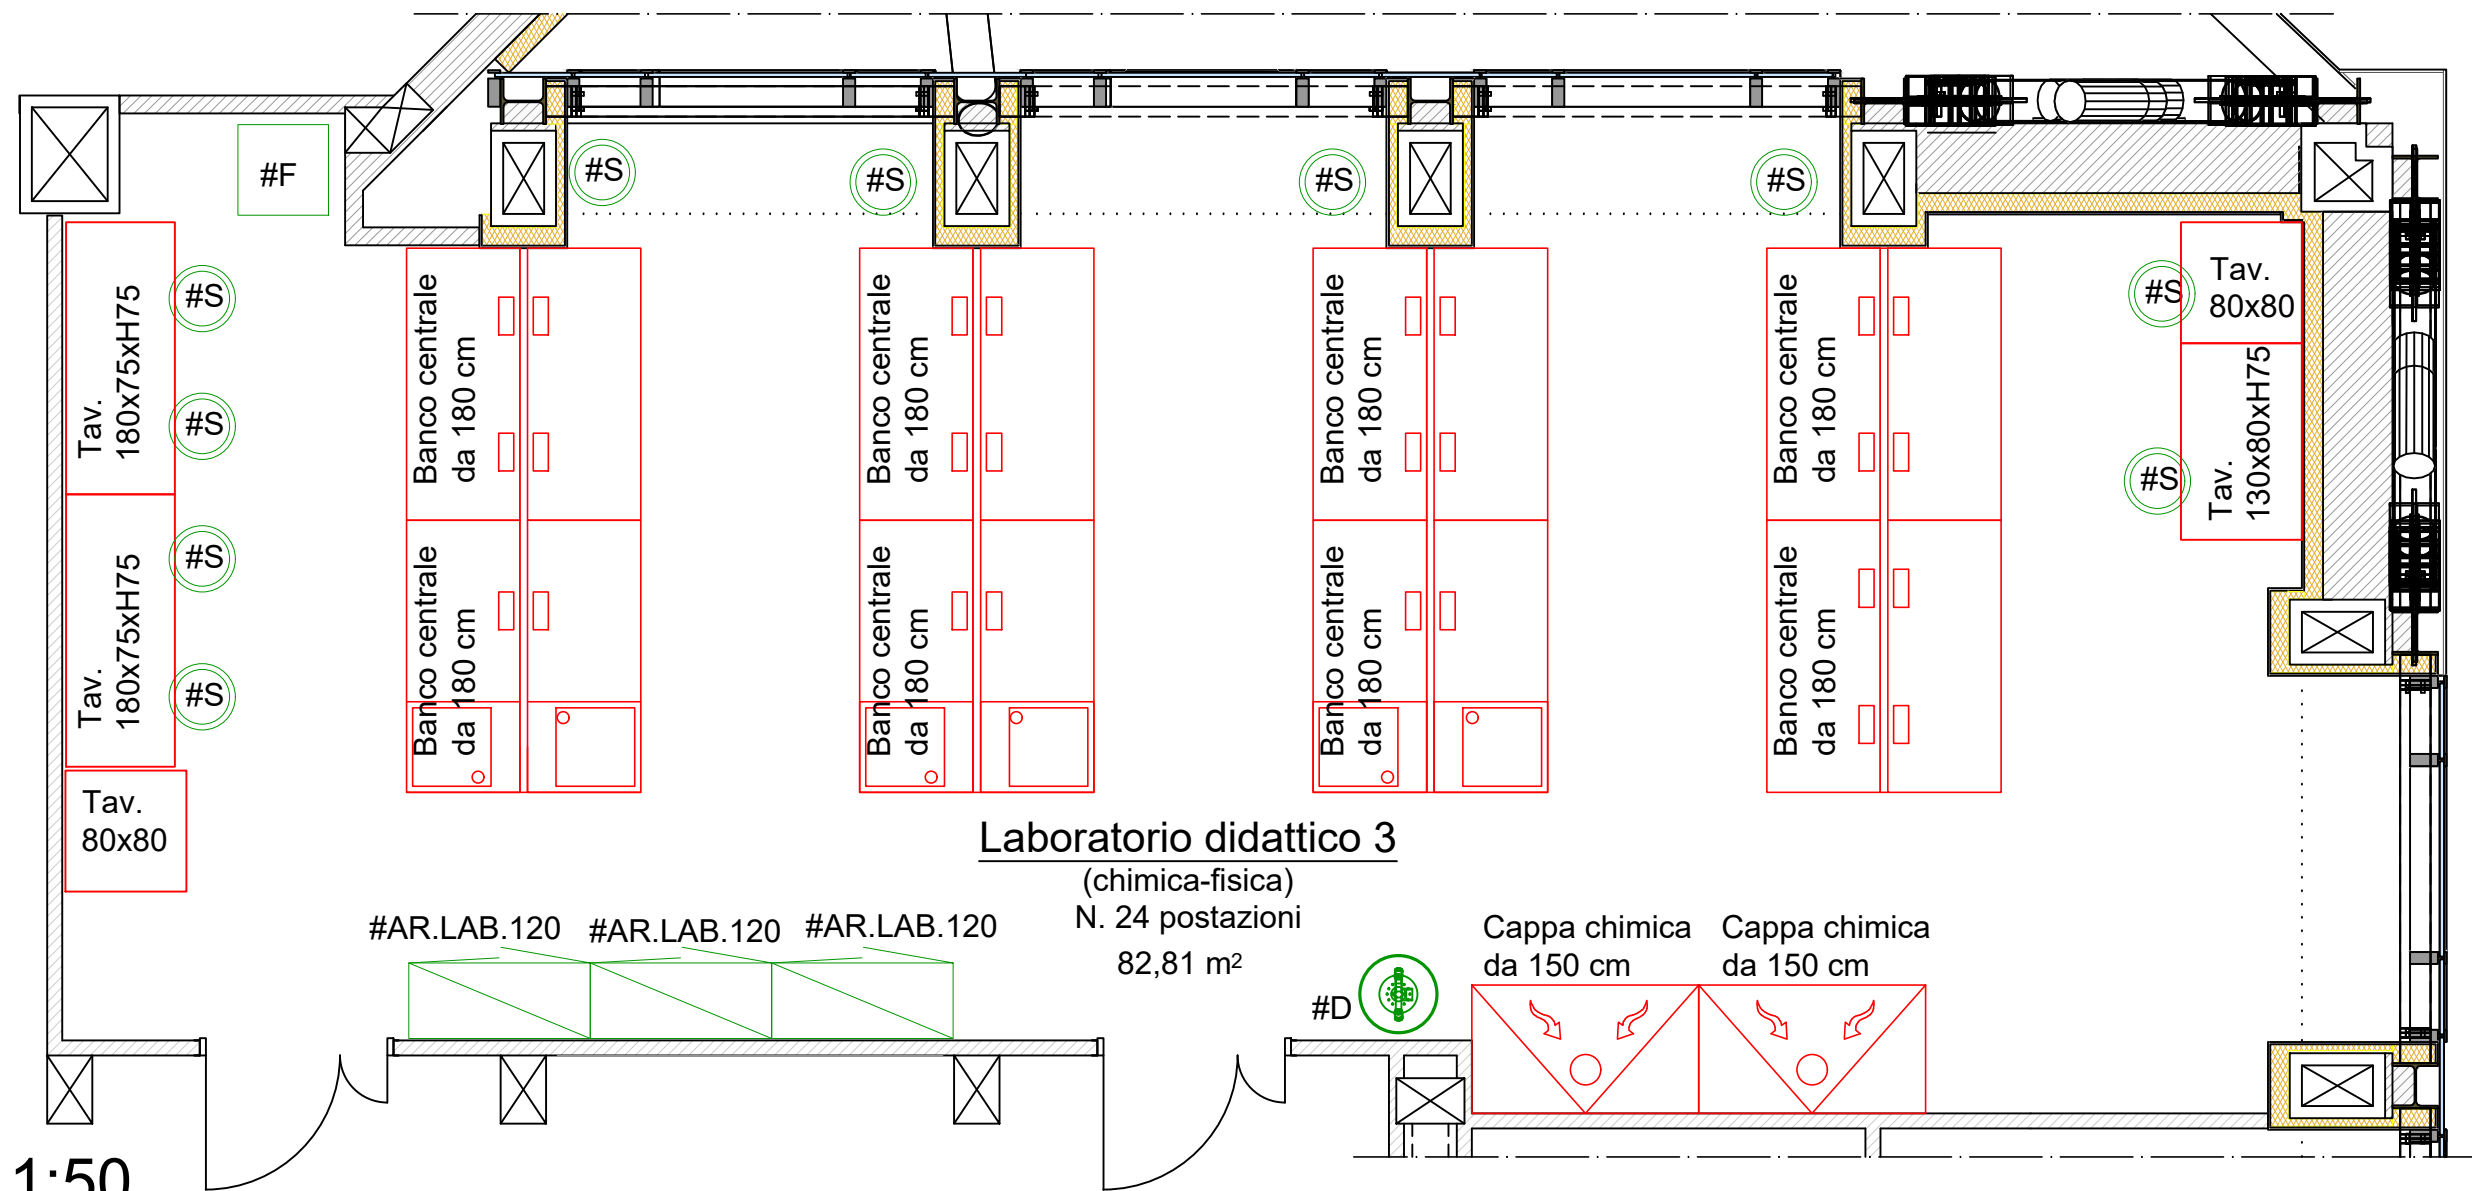 #F
#S
#S
#S
#S
#S
#S
#S
#S
#S
#S
Tav.
180x75xH75
Tav.
180x75xH75
Tav.
80x80
Banco centrale
da 180 cm
Banco centrale
da 180 cm
Banco centrale
da 180 cm
Banco centrale
da 180 cm
Banco centrale
da 180 cm
Banco centrale
da 180 cm
Banco centrale
da 180 cm
Banco centrale
da 180 cm
Tav.
80x80
Tav.
130x80xH75
Laboratorio didattico 3
(chimica-fisica)
N. 24 postazioni
82,81 m²
#AR.LAB.120
#AR.LAB.120
#AR.LAB.120
#D
Cappa chimica
da 150 cm
Cappa chimica
da 150 cm
1:50